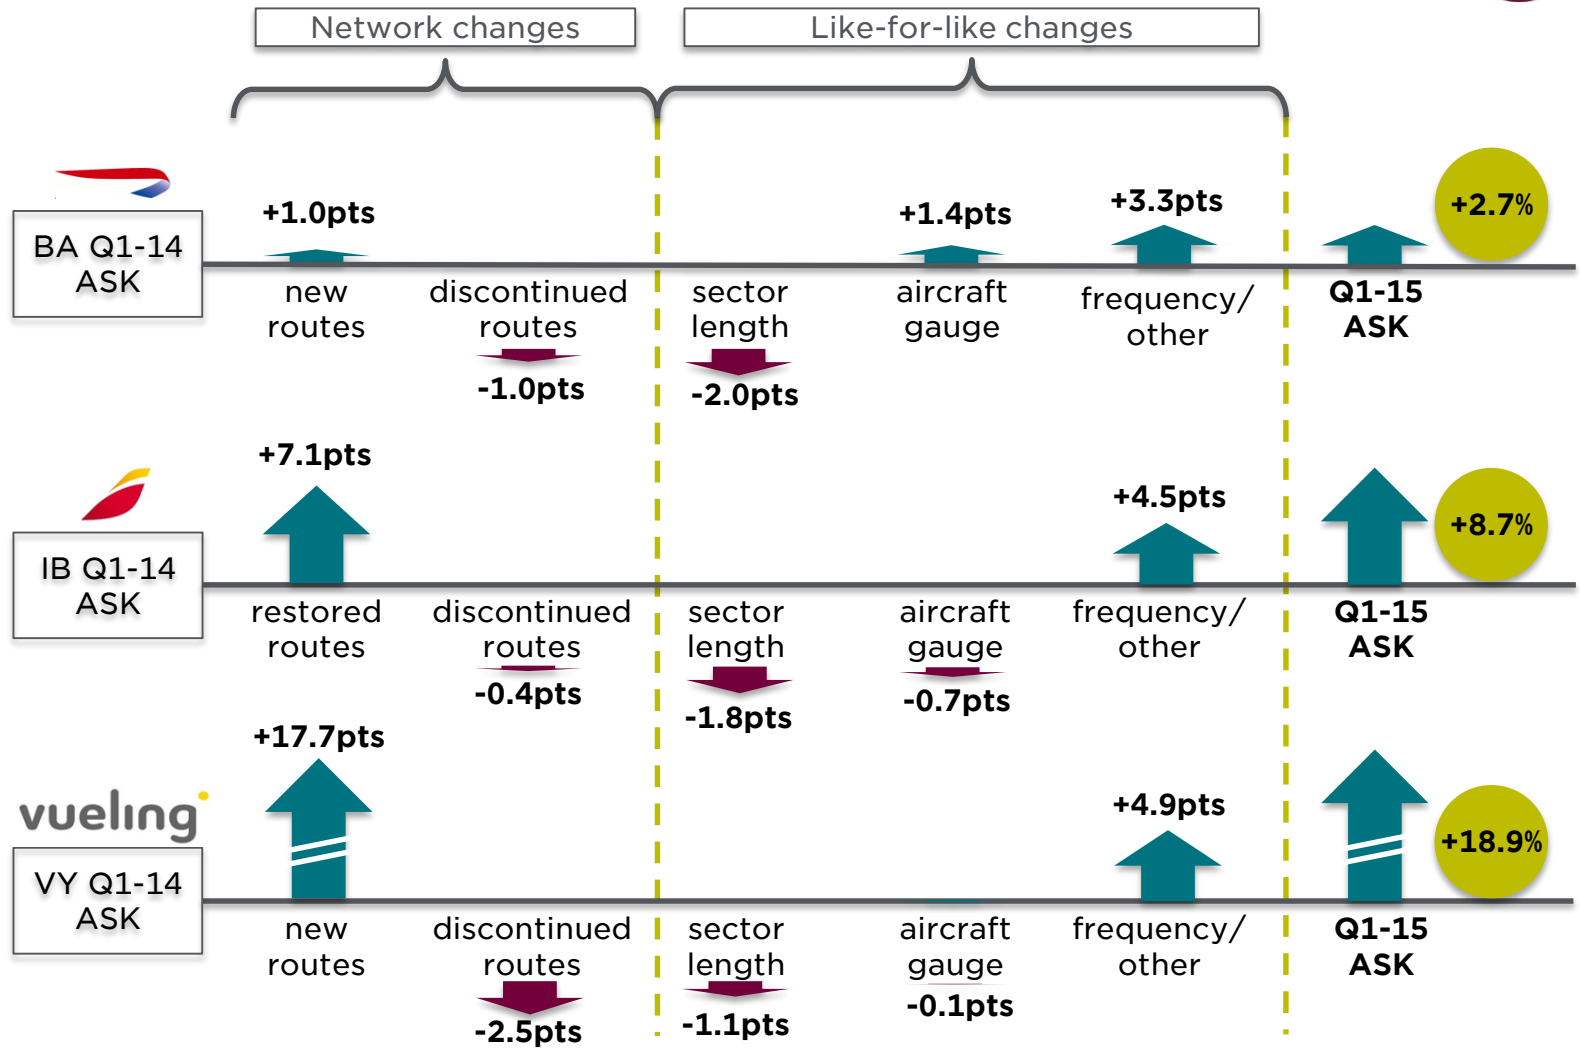 Network changes
Like-for-like changes
+1.0pts
+1.4pts
+3.3pts
+2.7%
BA Q1-14
ASK
new
routes
discontinued
routes
-1.0pts
sector
length
-2.0pts
aircraft
gauge
frequency/
other
Q1-15
ASK
+7.1pts
+4.5pts
+8.7%
IB Q1-14
ASK
restored
routes
discontinued
routes
-0.4pts
sector
length
-1.8pts
aircraft
gauge
-0.7pts
frequency/
other
Q1-15
ASK
+17.7pts
vueling
+4.9pts
+18.9%
VY Q1-14
ASK
new
routes
discontinued
routes
-2.5pts
sector
length
-1.1pts
aircraft
gauge
-0.1pts
frequency/
other
Q1-15
ASK